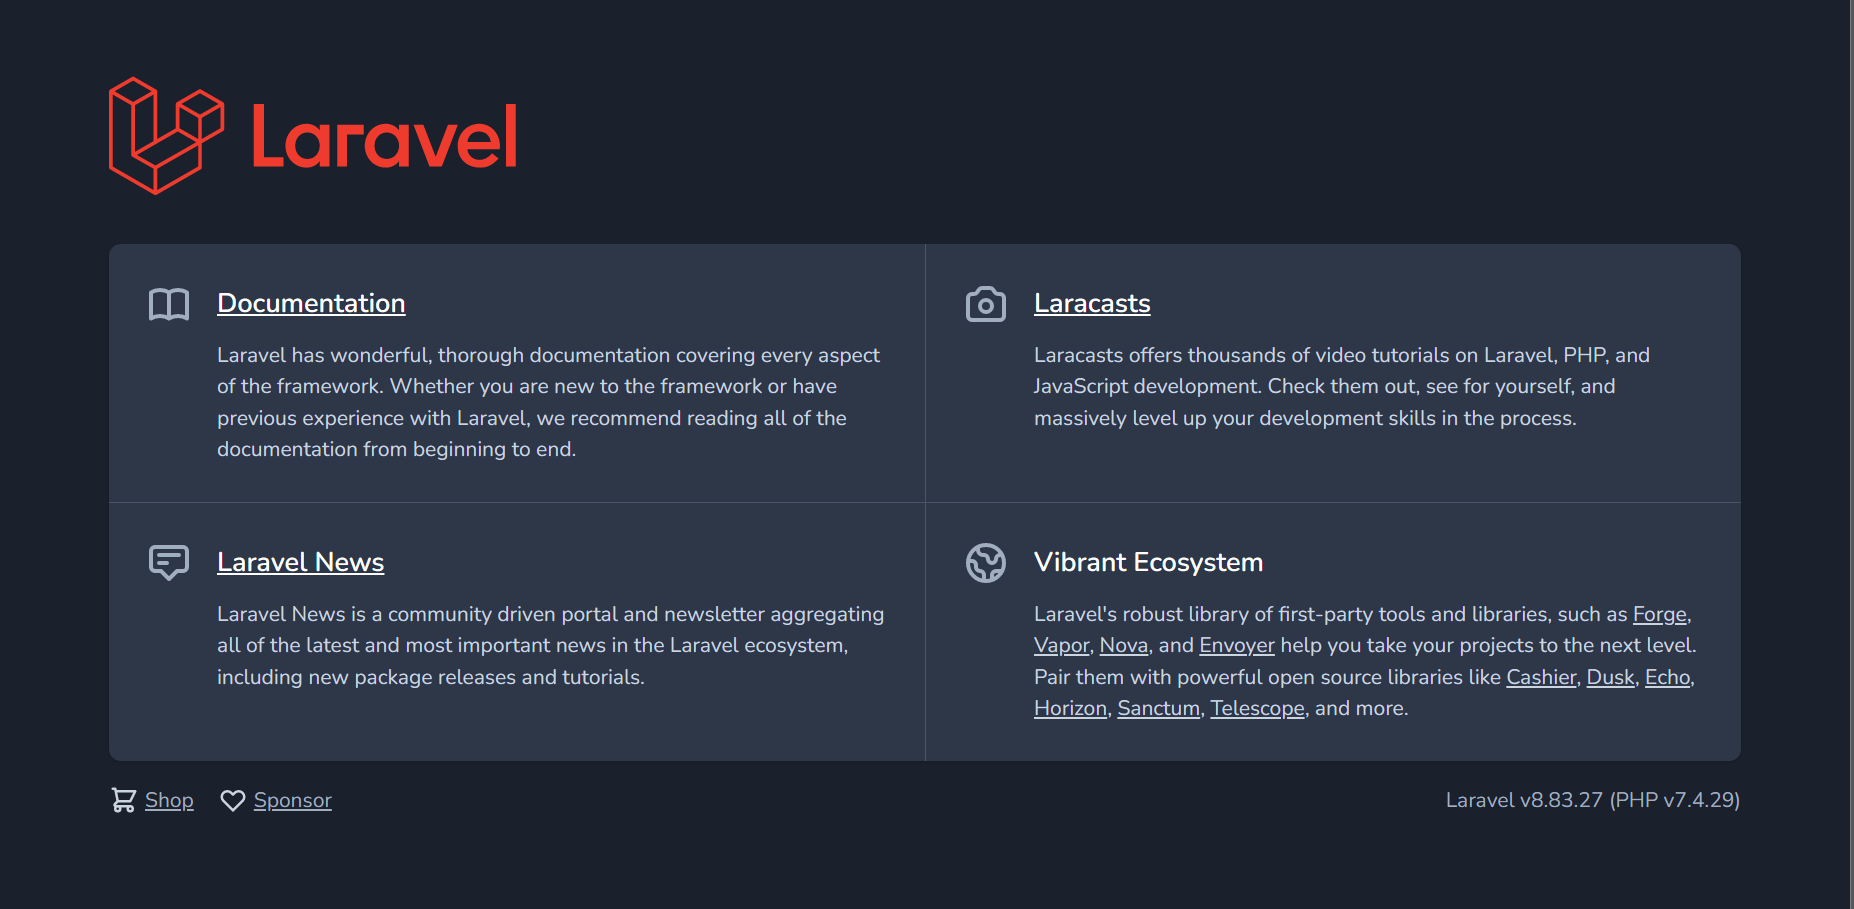 Laravel
Documentation
Laravel has wonderful, thorough documentation covering every aspect
of the framework. Whether you are new to the framework or have
previous experience with Laravel, we recommend reading all of the
documentation from beginning to end.
Laracasts
Laracasts offers thousands of video tutorials on Laravel, PHP, and
JavaScript development. Check them out, see for yourself, and
massively level up your development skills in the process.
Laravel News
Laravel News is a community driven portal and newsletter aggregating
all of the latest and most important news in the Laravel ecosystem,
including new package releases and tutorials.
Vibrant Ecosystem
Laravel's robust library of first-party tools and libraries, such as Forge,
Vapor, Nova, and Envoyer help you take your projects to the next level.
Pair them with powerful open source libraries like Cashier, Dusk, Echo,
Horizon, Sanctum, Telescope, and more.
Shop
Sponsor
Laravel v8.83.27 (PHP v7.4.29)